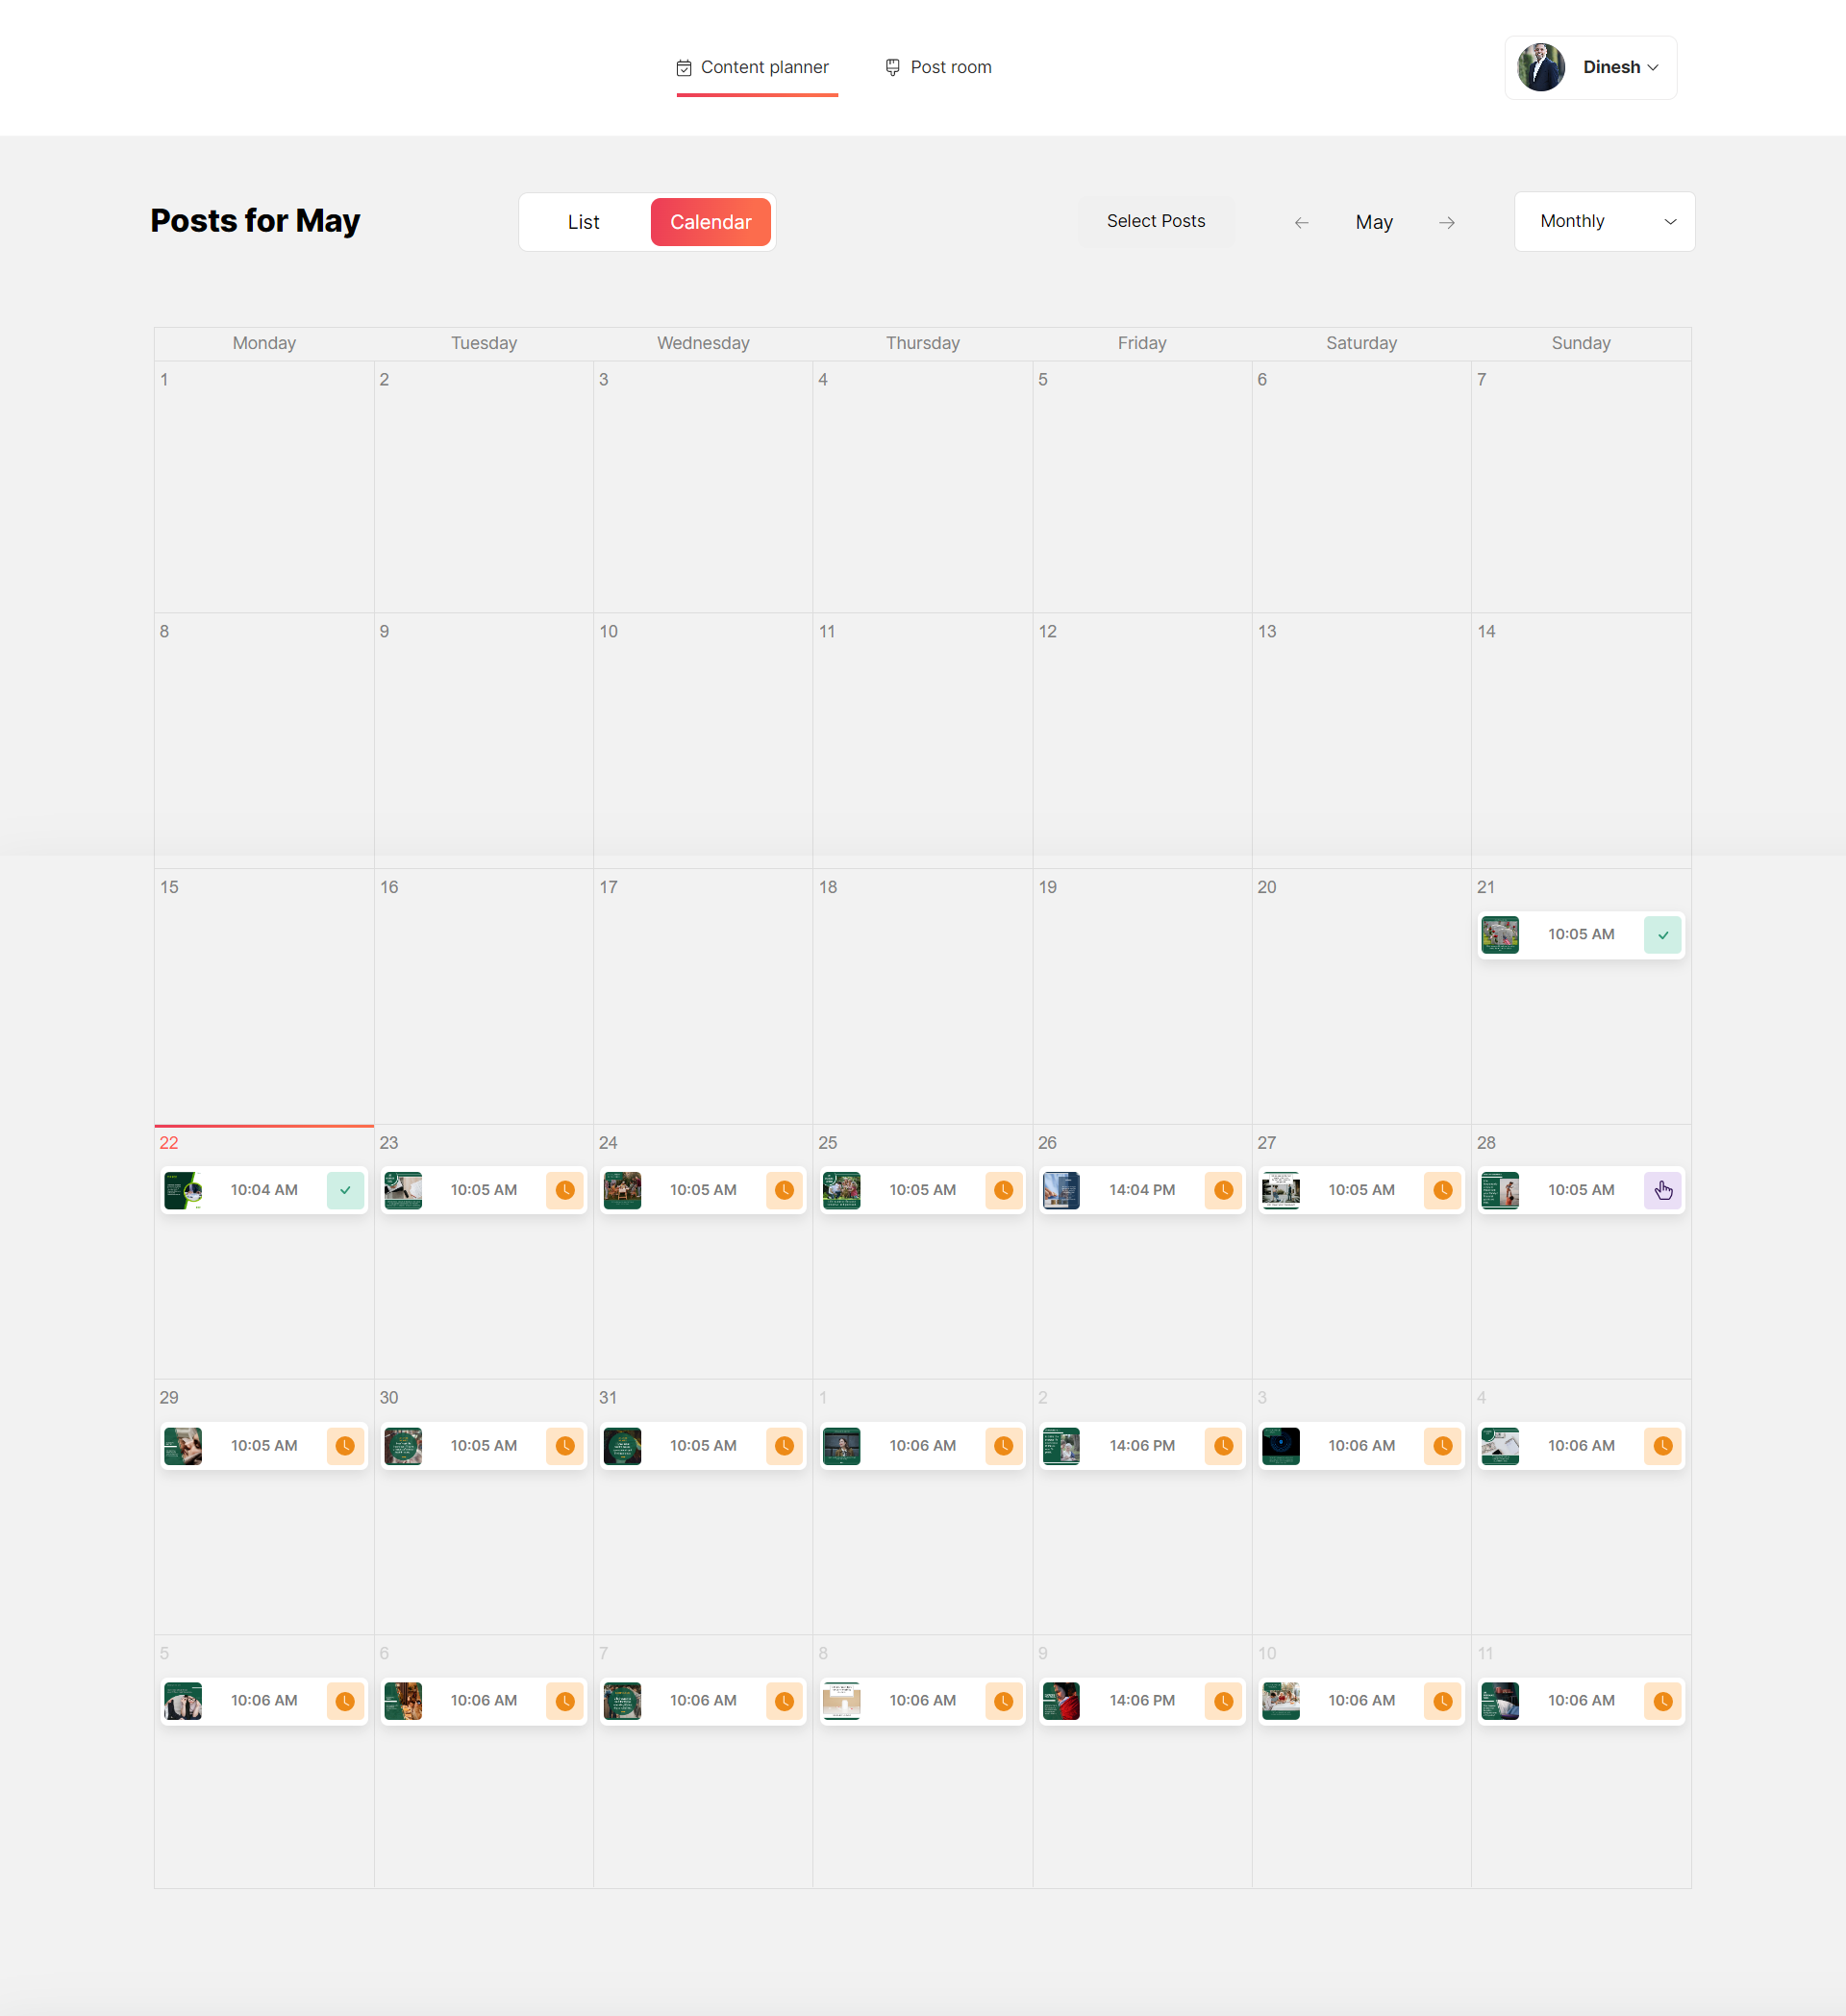 Content planner
Post room
Dinesh
Posts for May
List
Calendar
Select Posts
May
Monthly
Monday Tuesday Wednesday Thursday Friday Saturday Sunday
1 2 3 4 5 6 7
8 9 10 11 12 13 14
15 16 17 18 19 20 21
10:05 AM
22 23 24 25 26 27 28
10:04 AM 10:05 AM 10:05 AM 10:05 AM 14:04 PM 10:05 AM 10:05 AM
29 30 31 1 2 3 4
10:05 AM 10:05 AM 10:05 AM 10:06 AM 14:06 PM 10:06 AM 10:06 AM
5 6 7 8 9 10 11
10:06 AM 10:06 AM 10:06 AM 10:06 AM 14:06 PM 10:06 AM 10:06 AM